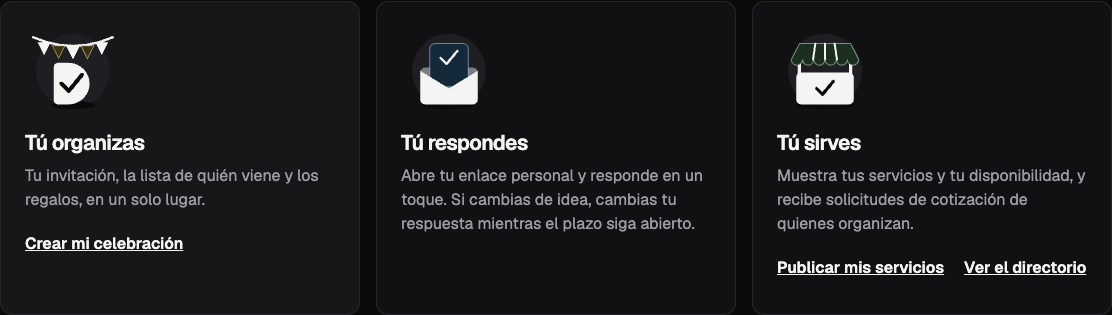 Tú organizas
Tu invitación, la lista de quién viene y los
regalos, en un solo lugar.
Crear mi celebración
Tú respondes
Abre tu enlace personal y responde en un
toque. Si cambias de idea, cambias tu
respuesta mientras el plazo siga abierto.
Tú sirves
Muestra tus servicios y tu disponibilidad, y
recibe solicitudes de cotización de
quienes organizan.
Publicar mis servicios
Ver el directorio